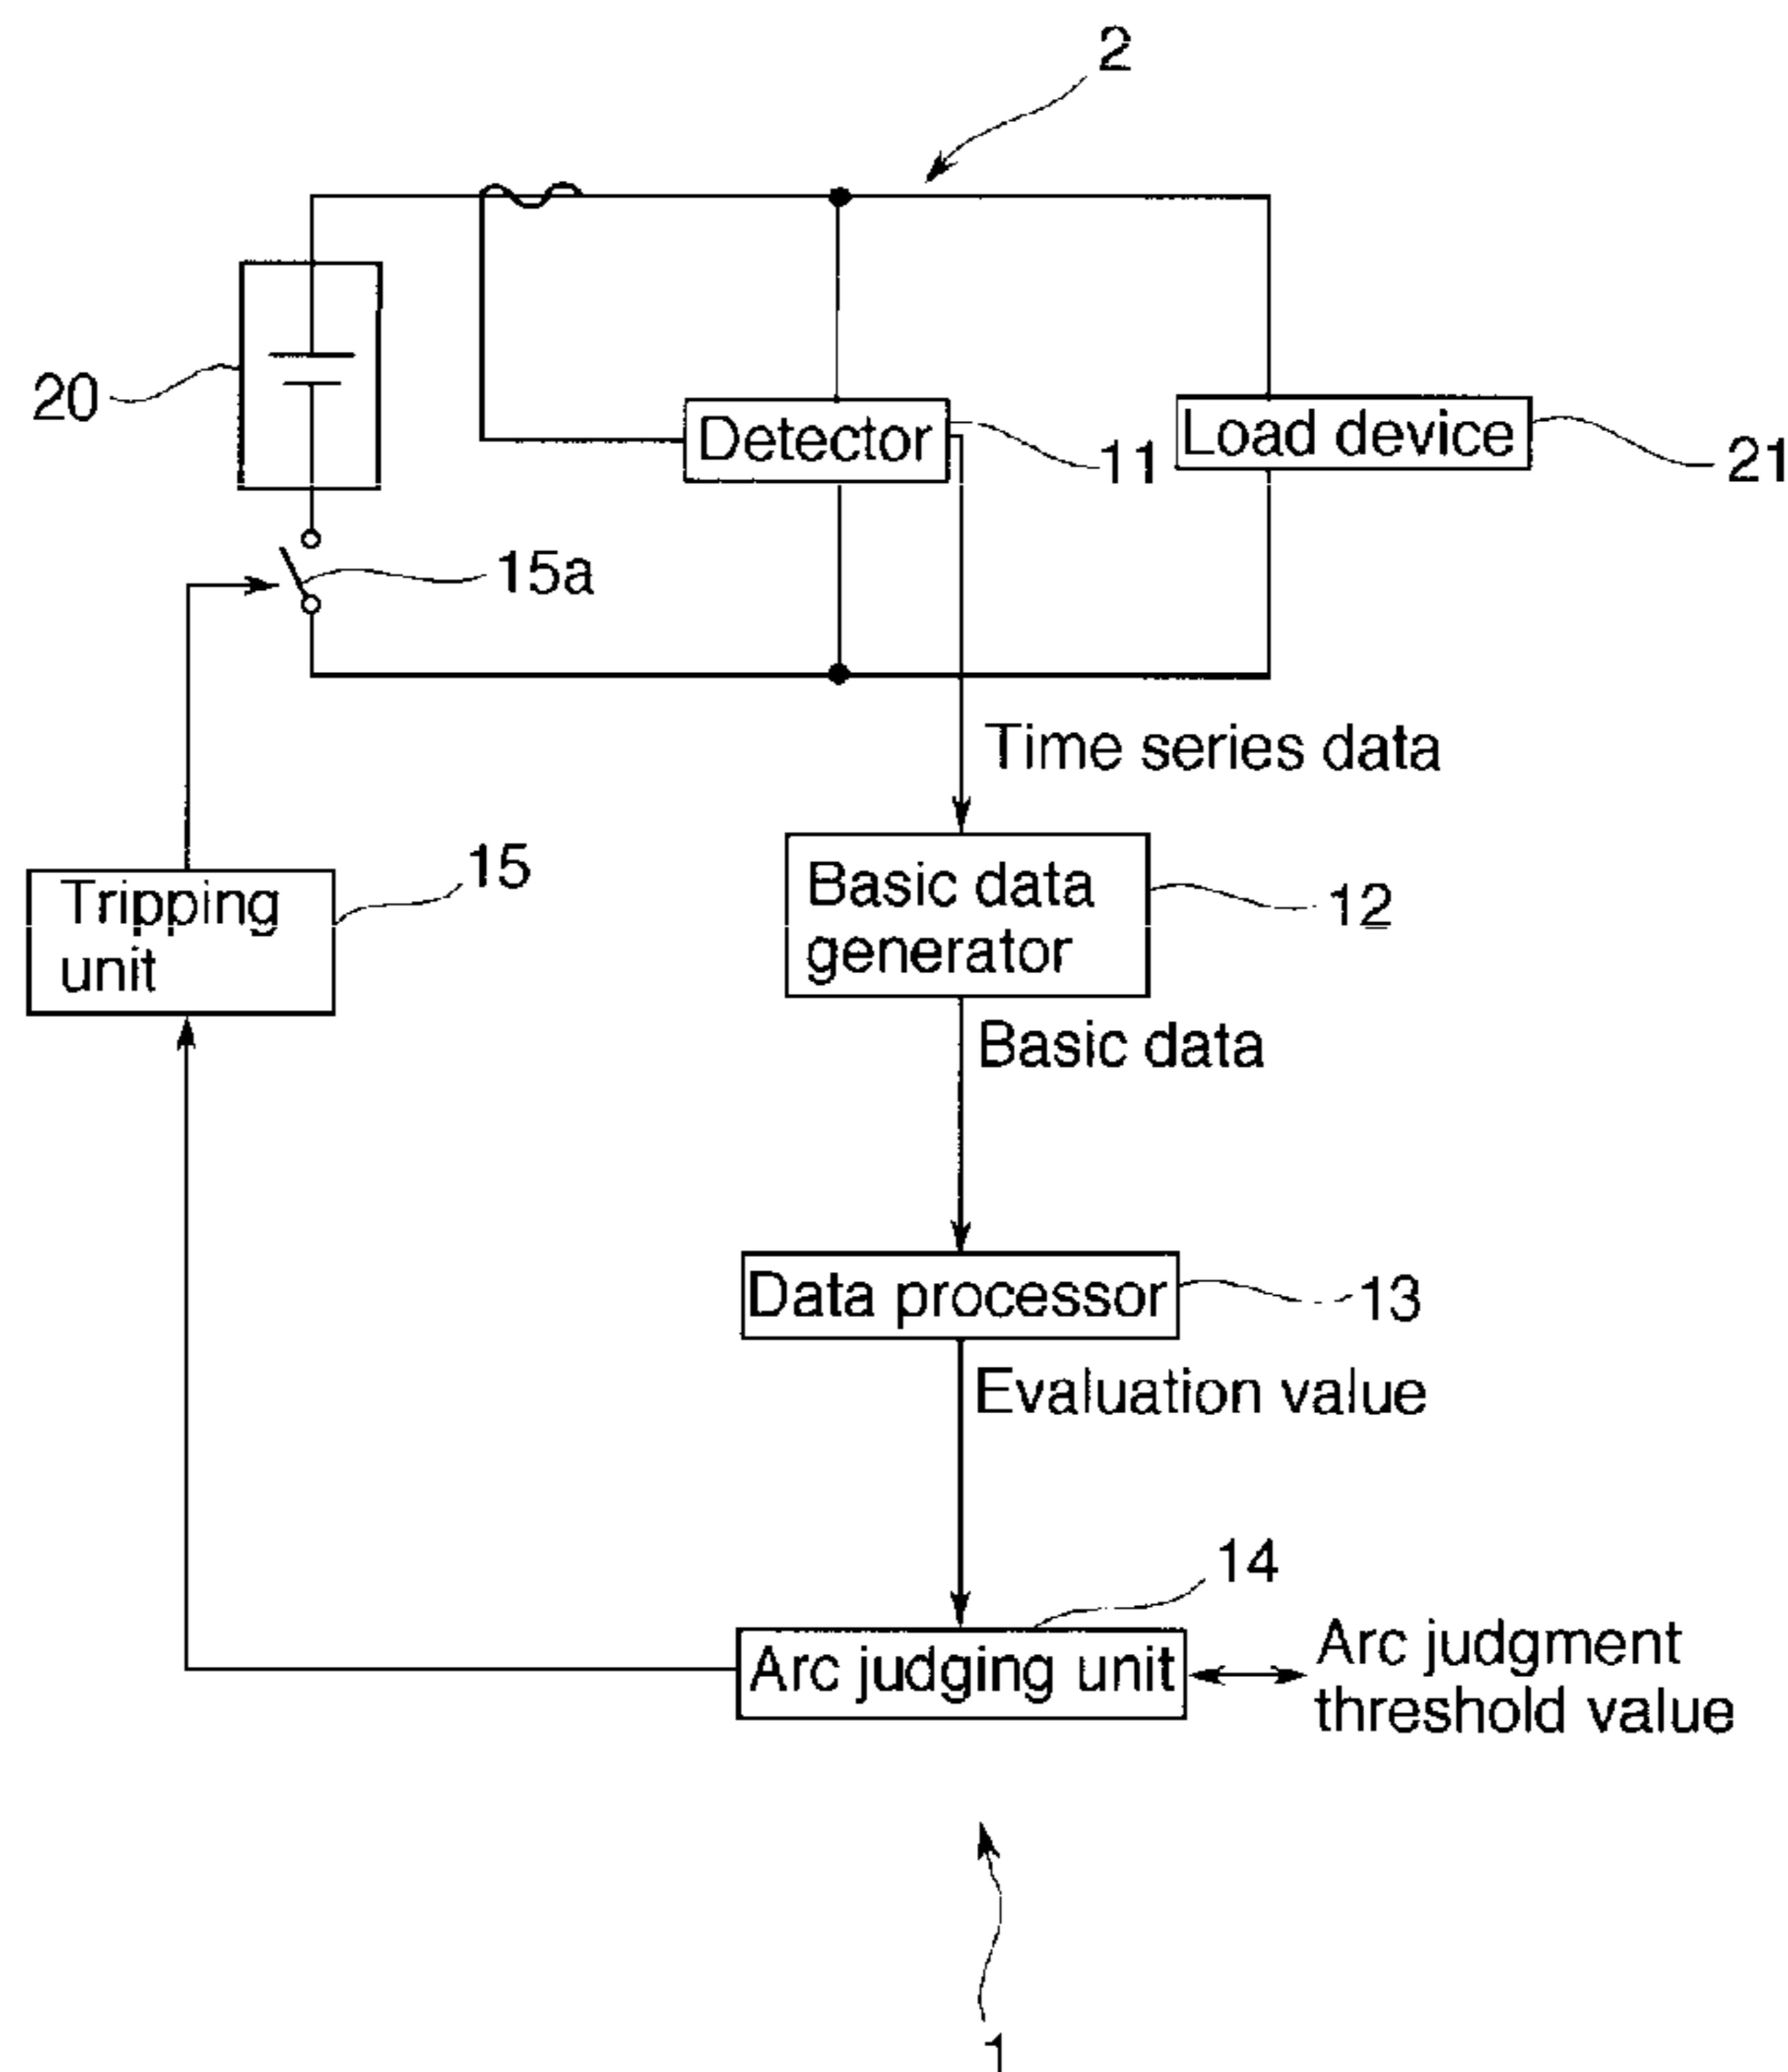 2
20
Detector
11
Load device
21
15a
Time series data
Tripping
unit
15
Basic data
generator
12
Basic data
Data processor
13
Evaluation value
14
Arc judging unit
Arc judgment
threshold value
1